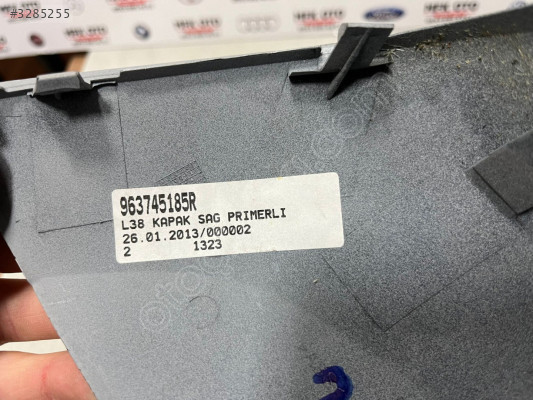 #3285255
963745185R
L38 KAPAK SAG PRIMERLI
26.01.2013/000002
2 1323